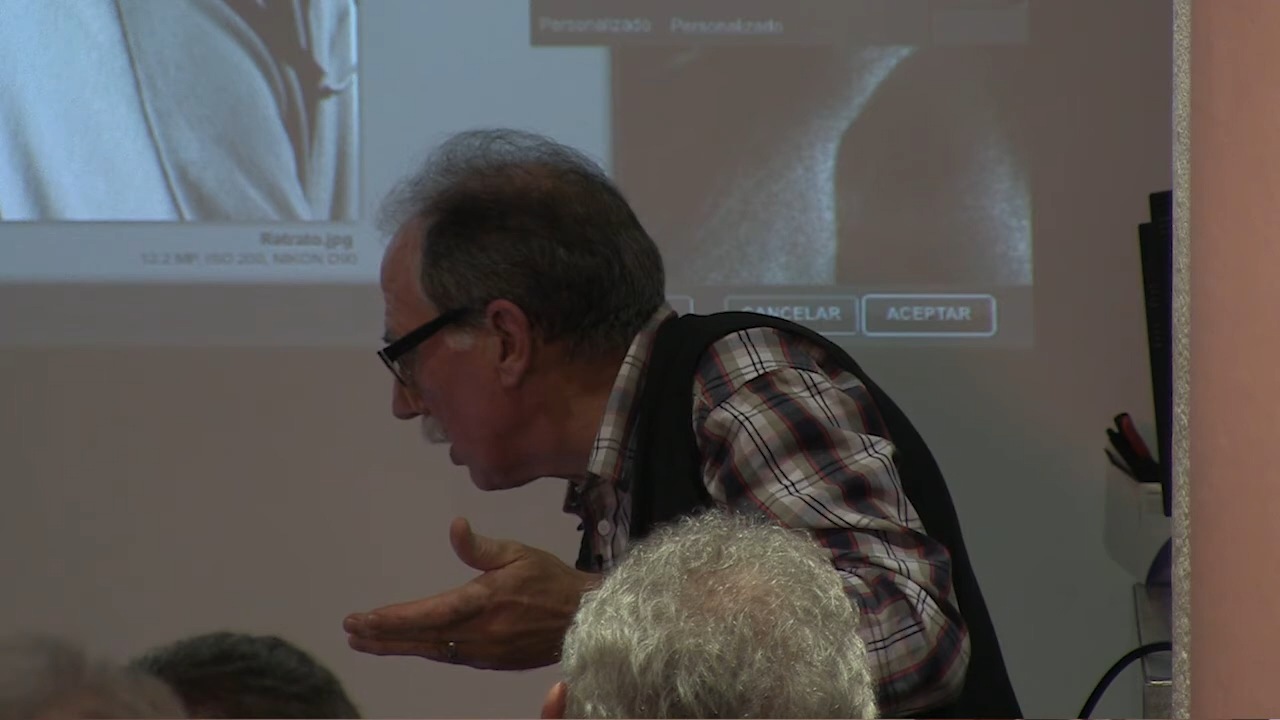 Personalizado Personalizado
Retrato.jpg
12.2 MP, ISO 200, NIKON D90
CANCELAR ACEPTAR